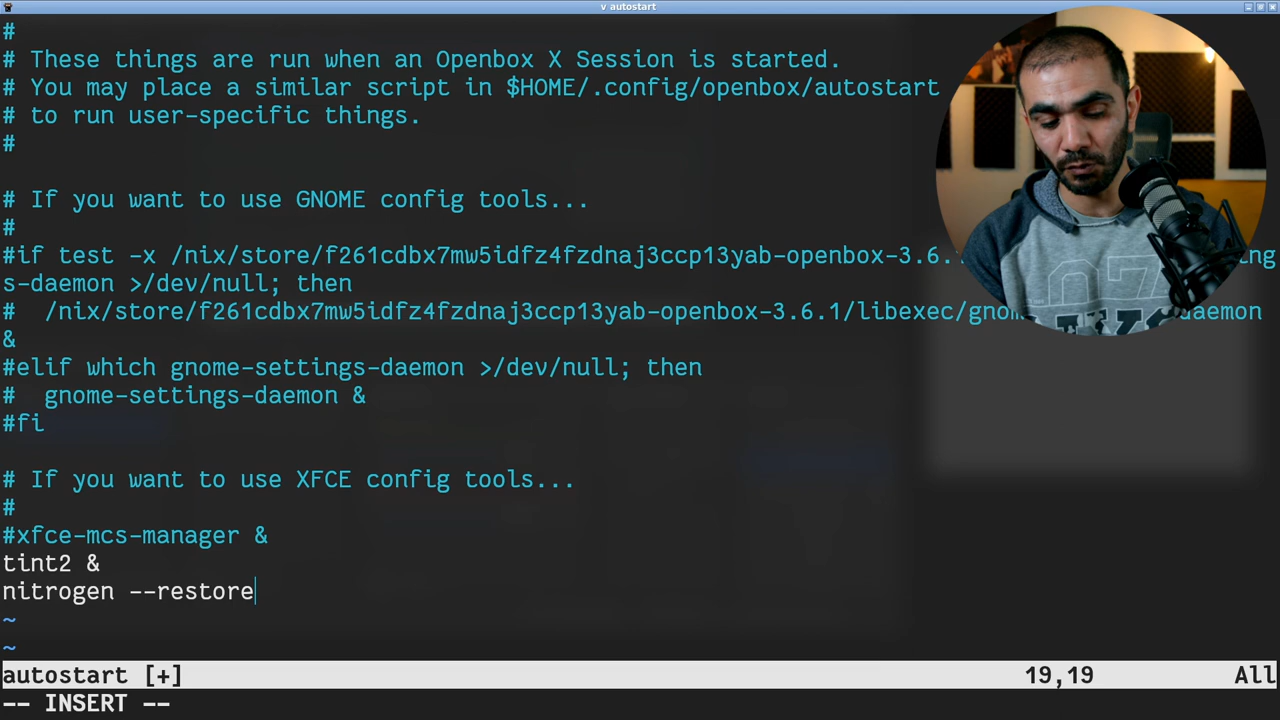 v autostart
#
# These things are run when an Openbox X Session is started.
# You may place a similar script in $HOME/.config/openbox/autostart
# to run user-specific things.
#
# If you want to use GNOME config tools...
#
#if test -x /nix/store/f261cdbx7mw5idfz4fzdnaj3ccp13yab-openbox-3.6.
s-daemon >/dev/null; then
#  /nix/store/f261cdbx7mw5idfz4fzdnaj3ccp13yab-openbox-3.6.1/libexec/gnom daemon
&
#elif which gnome-settings-daemon >/dev/null; then
#  gnome-settings-daemon &
#fi
# If you want to use XFCE config tools...
#
#xfce-mcs-manager &
tint2 &
nitrogen --restore
~
~
autostart [+] 19,19 All
-- INSERT --